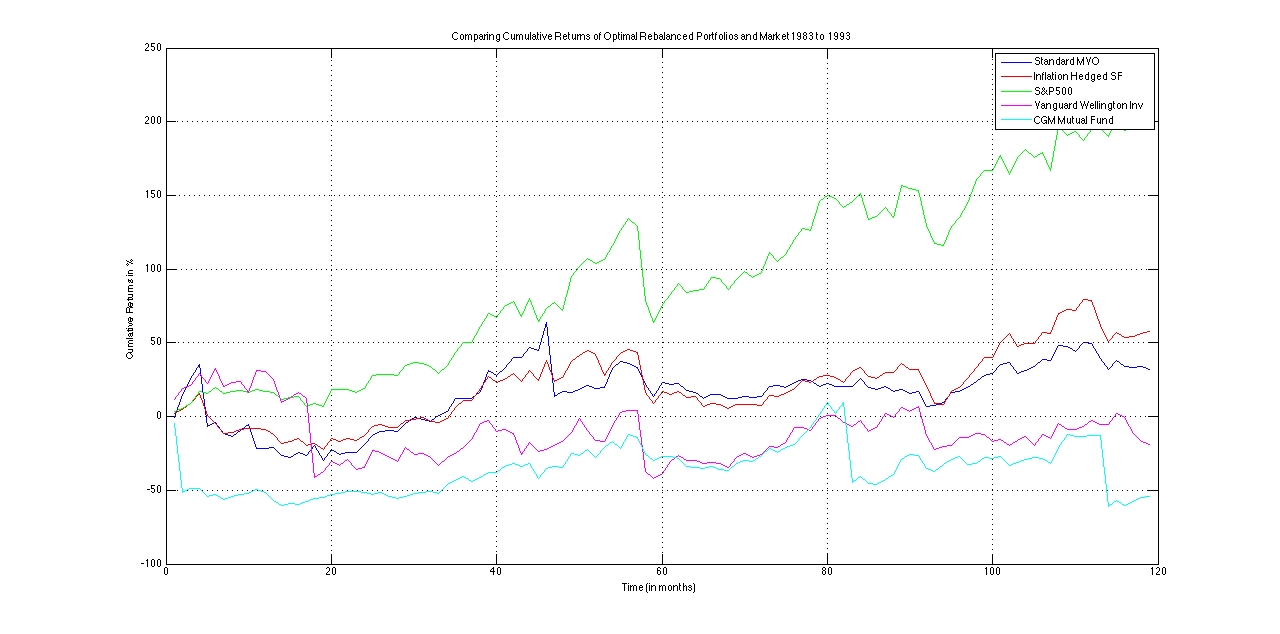 Comparing Cumulative Returns of Optimal Rebalanced Portfolios and Market 1983 to 1993
250
200
150
100
50
0
-50
-100
Cumlative Returns in %
Standard MVO
Inflation Hedged SF
S&P500
Vanguard Wellington Inv
CGM Mutual Fund
0
20
40
60
80
100
120
Time (in months)